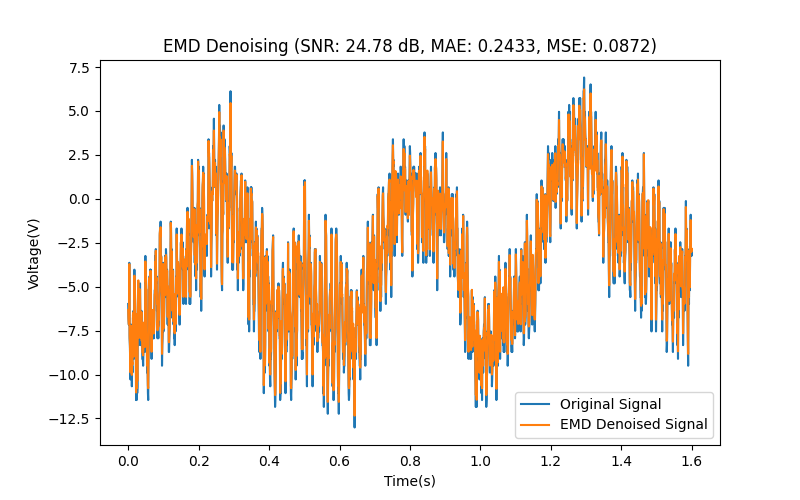 EMD Denoising (SNR: 24.78 dB, MAE: 0.2433, MSE: 0.0872)
7.5
5.0
2.5
0.0
−2.5
−5.0
−7.5
−10.0
−12.5
Voltage(V)
Original Signal
EMD Denoised Signal
0.0 0.2 0.4 0.6 0.8 1.0 1.2 1.4 1.6
Time(s)